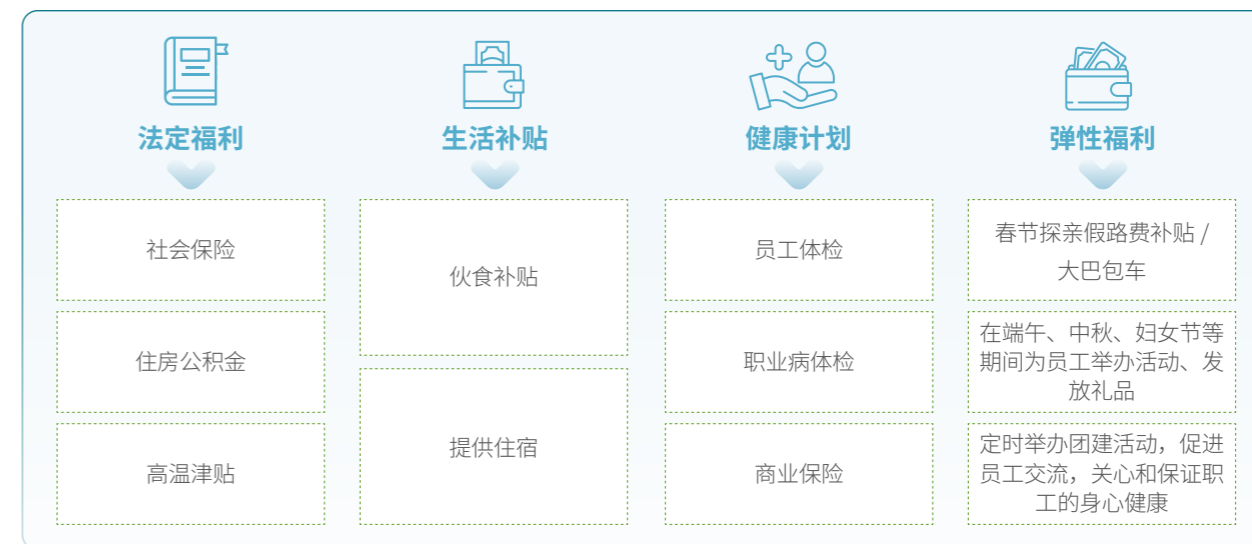 法定福利
社会保险
住房公积金
高温津贴
生活补贴
伙食补贴
提供住宿
健康计划
员工体检
职业病体检
商业保险
弹性福利
春节探亲假路费补贴 /
大巴包车
在端午、中秋、妇女节等
期间为员工举办活动、发
放礼品
定时举办团建活动，促进
员工交流，关心和保证职
工的身心健康